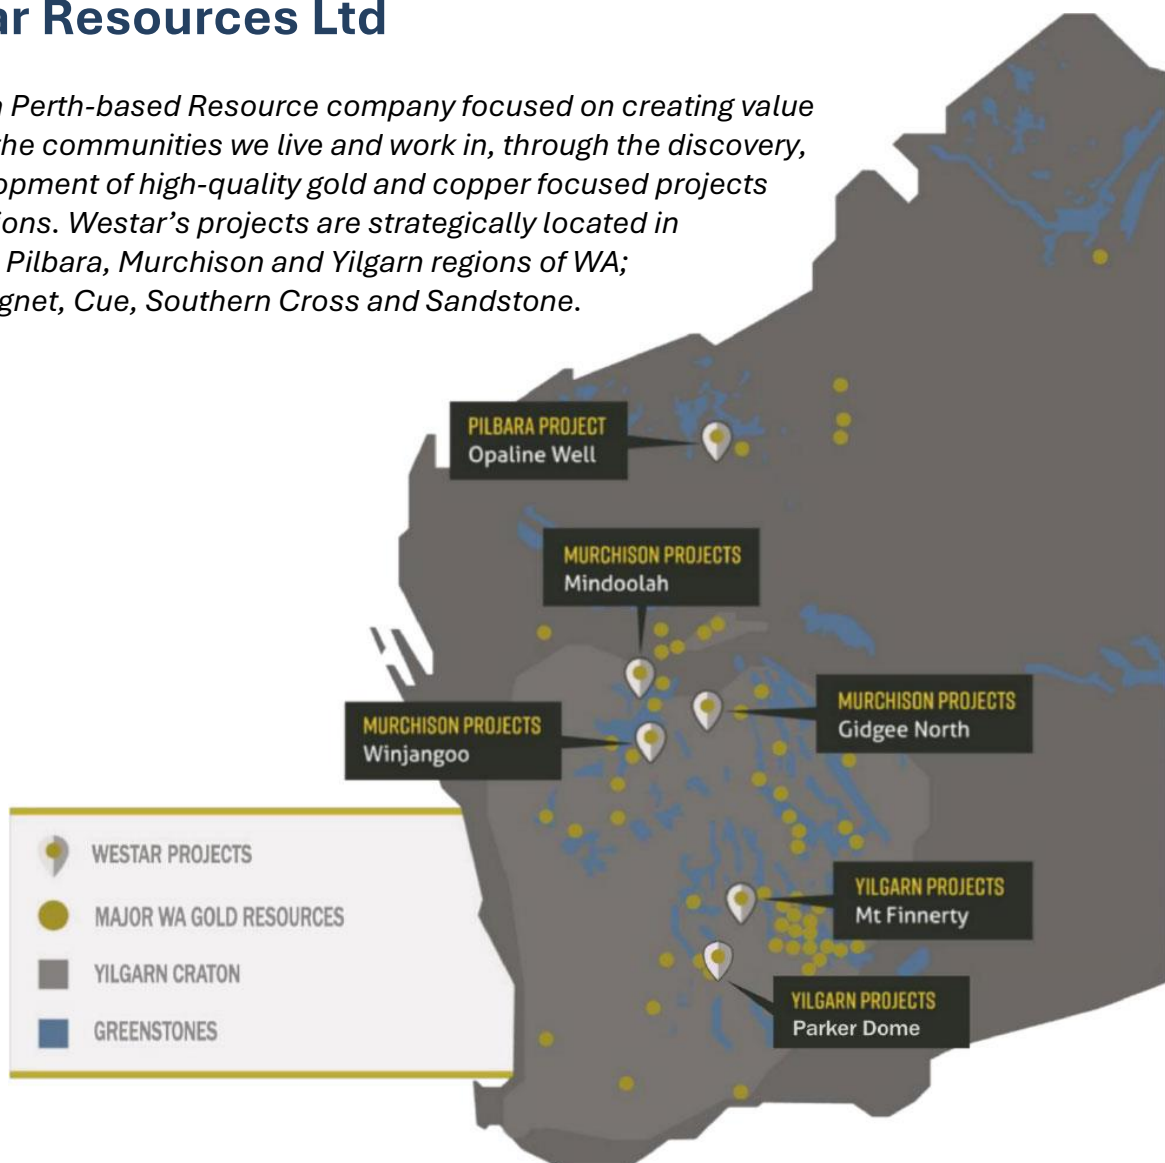 ar Resources Ltd
Perth-based Resource company focused on creating value
the communities we live and work in, through the discovery,
opment of high-quality gold and copper focused projects
ions. Westar's projects are strategically located in
Pilbara, Murchison and Yilgarn regions of WA;
gnet, Cue, Southern Cross and Sandstone.
PILBARA PROJECT
Opaline Well
MURCHISON PROJECTS
Mindoolah
MURCHISON PROJECTS
Gidgee North
MURCHISON PROJECTS
Winjangoo
WESTAR PROJECTS
MAJOR WA GOLD RESOURCES
YILGARN CRATON
GREENSTONES
YILGARN PROJECTS
Mt Finnerty
YILGARN PROJECTS
Parker Dome